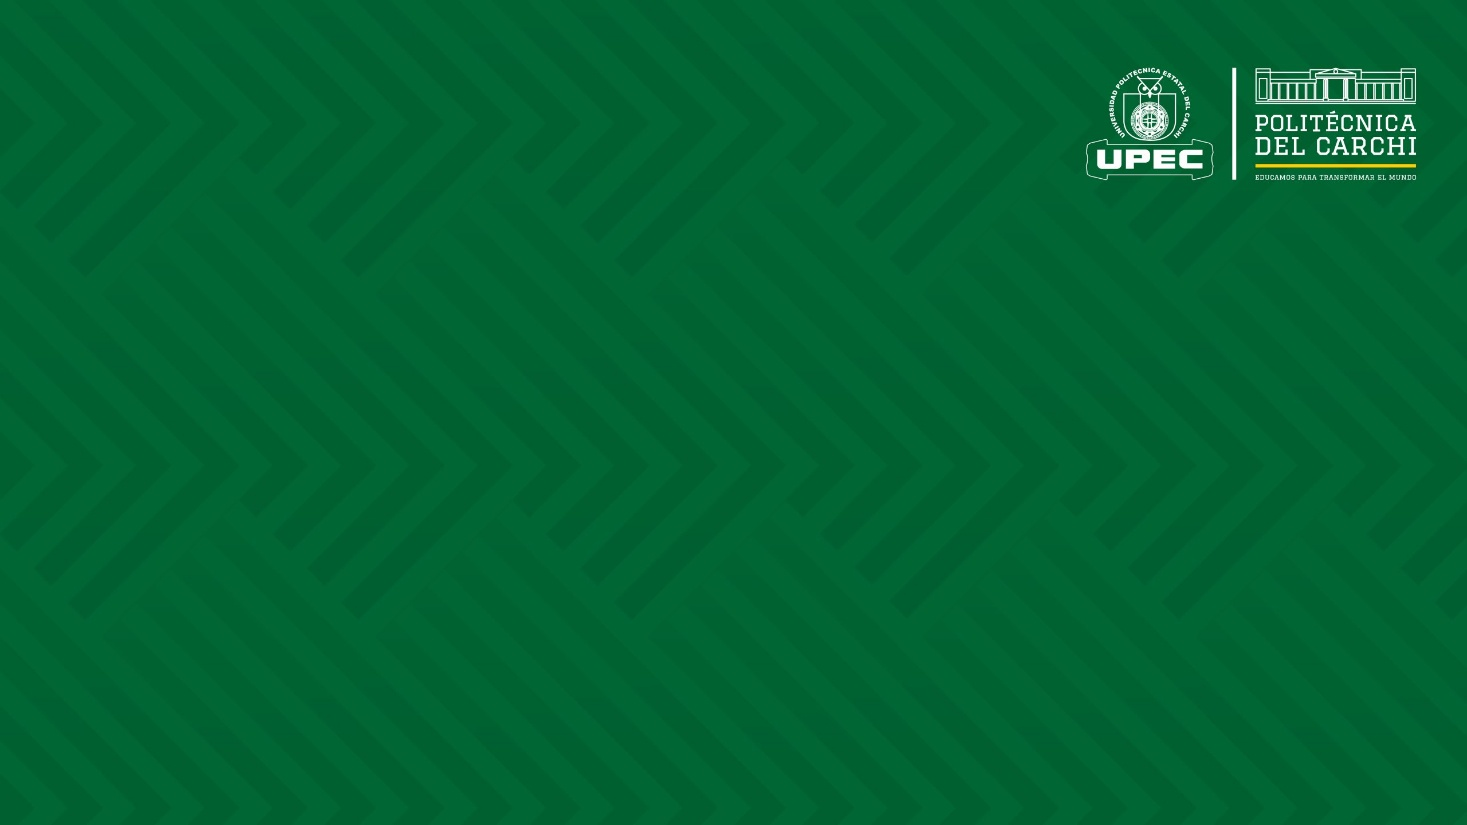 UNIVERSIDAD POLITÉCNICA ESTATAL DEL CARCHI
UPEC
POLITÉCNICA
DEL CARCHI
EDUCAMOS PARA TRANSFORMAR EL MUNDO